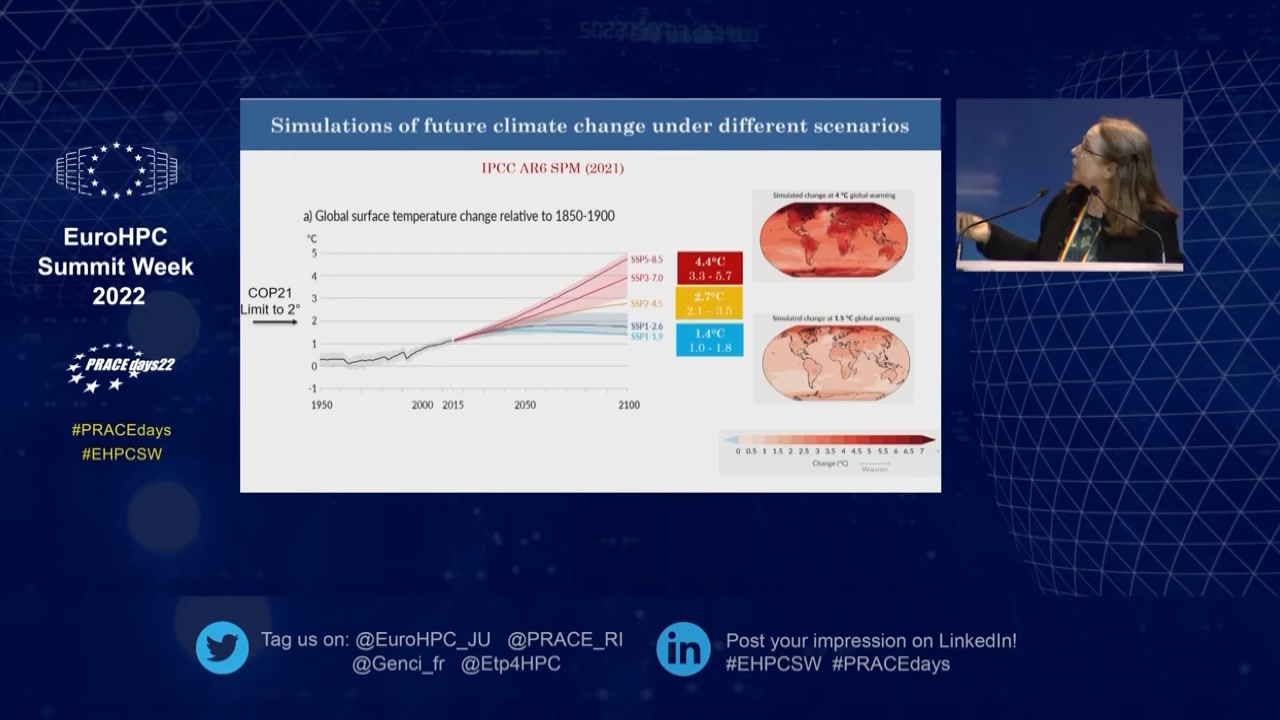 EuroHPC
Summit Week
2022
PRACEdays22
#PRACEdays
#EHPCSW
Simulations of future climate change under different scenarios
IPCC AR6 SPM (2021)
a) Global surface temperature change relative to 1850-1900
°C
5
4
3
2
1
0
-1
1950
2000
2015
2050
2100
COP21
Limit to 2°
SSP5-8.5
SSP3-7.0
SSP2-4.5
SSP1-2.6
SSP1-1.9
4.4°C
3.3 - 5.7
2.7°C
2.1 – 3.5
1.4°C
1.0 - 1.8
Simulated change at 4 °C global warming
Simulated change at 1.5 °C global warming
0 0.5 1 1.5 2 2.5 3 3.5 4 4.5 5 5.5 6 6.5 7
Change (°C)
Warmer
Tag us on: @EuroHPC_JU @PRACE_RI
@Genci_fr @Etp4HPC
in
Post your impression on LinkedIn!
#EHPCSW #PRACEdays